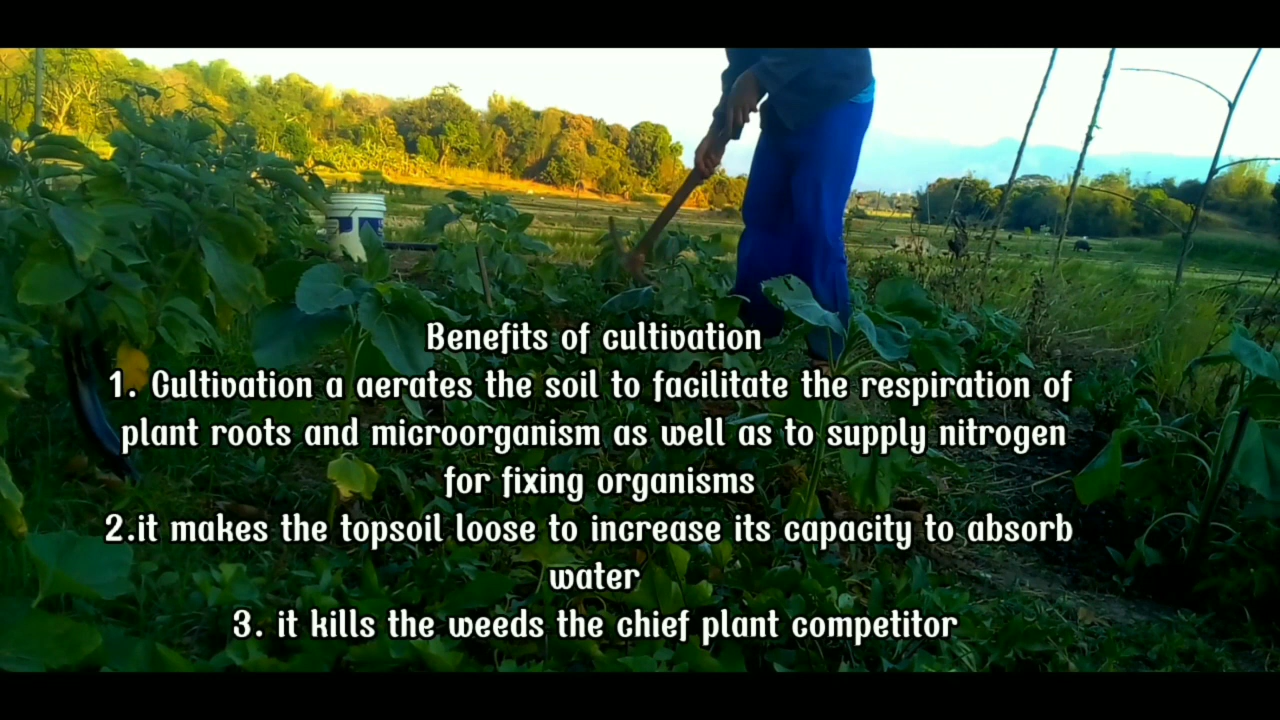 Benefits of cultivation
1. Cultivation a aerates the soil to facilitate the respiration of
plant roots and microorganism as well as to supply nitrogen
for fixing organisms
2.it makes the topsoil loose to increase its capacity to absorb
water
3. it kills the weeds the chief plant competitor